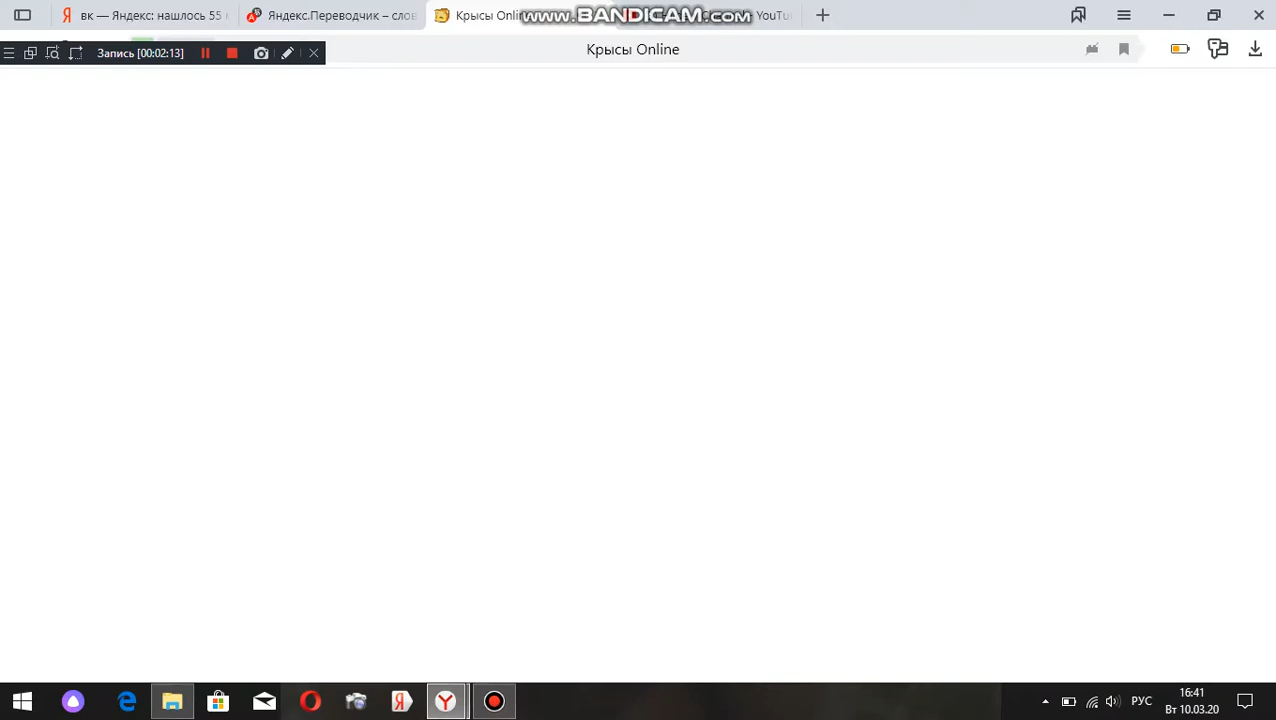 вк — Яндекс: нашлось 55
Яндекс.Переводчик – слов
Крысы Onli
www.BANDICAM.com
YouTu
Запись [00:02:13]
Крысы Online
РУС
16:41
Вт 10.03.20